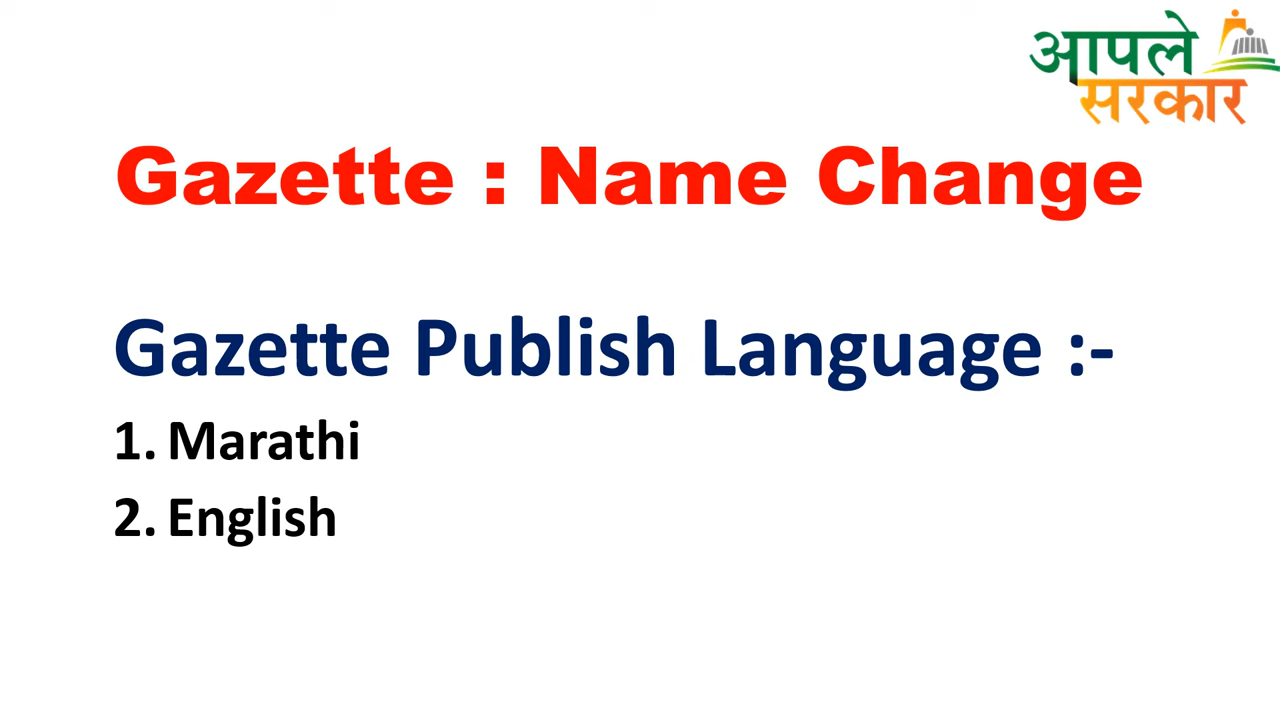 आपले
सरकार
Gazette : Name Change
Gazette Publish Language :-
1. Marathi
2. English